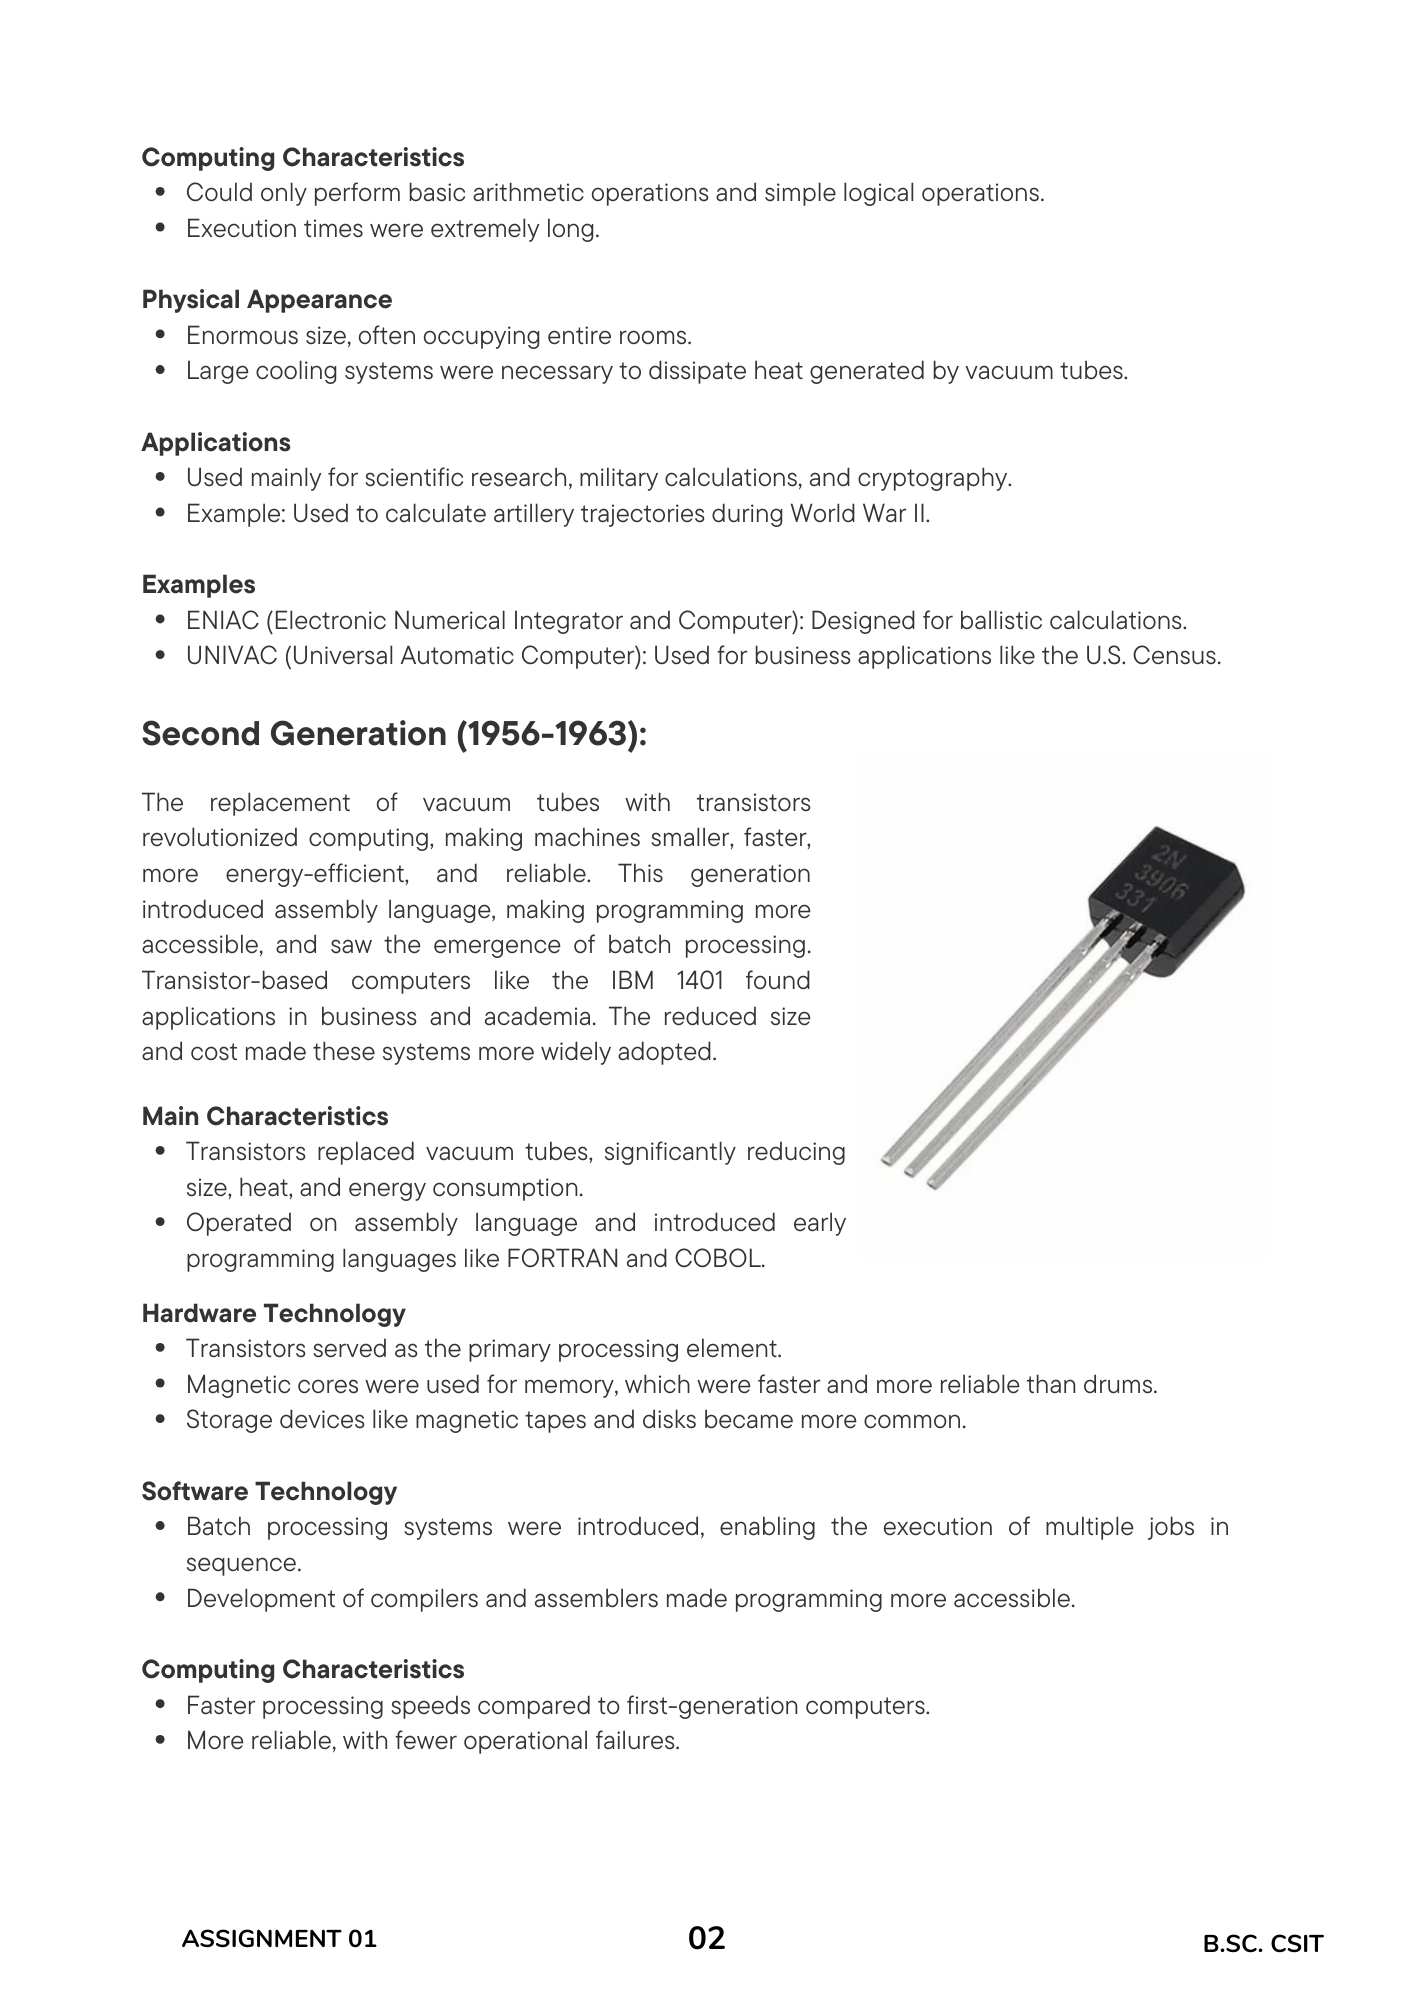 Computing Characteristics
• Could only perform basic arithmetic operations and simple logical operations.
• Execution times were extremely long.
Physical Appearance
• Enormous size, often occupying entire rooms.
• Large cooling systems were necessary to dissipate heat generated by vacuum tubes.
Applications
• Used mainly for scientific research, military calculations, and cryptography.
• Example: Used to calculate artillery trajectories during World War II.
Examples
• ENIAC (Electronic Numerical Integrator and Computer): Designed for ballistic calculations.
• UNIVAC (Universal Automatic Computer): Used for business applications like the U.S. Census.
Second Generation (1956-1963):
The replacement of vacuum tubes with transistors
revolutionized computing, making machines smaller, faster,
more energy-efficient, and reliable. This generation
introduced assembly language, making programming more
accessible, and saw the emergence of batch processing.
Transistor-based computers like the IBM 1401 found
applications in business and academia. The reduced size
and cost made these systems more widely adopted.
2N
3906
331
Main Characteristics
• Transistors replaced vacuum tubes, significantly reducing
size, heat, and energy consumption.
• Operated on assembly language and introduced early
programming languages like FORTRAN and COBOL.
Hardware Technology
• Transistors served as the primary processing element.
• Magnetic cores were used for memory, which were faster and more reliable than drums.
• Storage devices like magnetic tapes and disks became more common.
Software Technology
• Batch processing systems were introduced, enabling the execution of multiple jobs in
sequence.
• Development of compilers and assemblers made programming more accessible.
Computing Characteristics
• Faster processing speeds compared to first-generation computers.
• More reliable, with fewer operational failures.
ASSIGNMENT 01
02
B.SC. CSIT